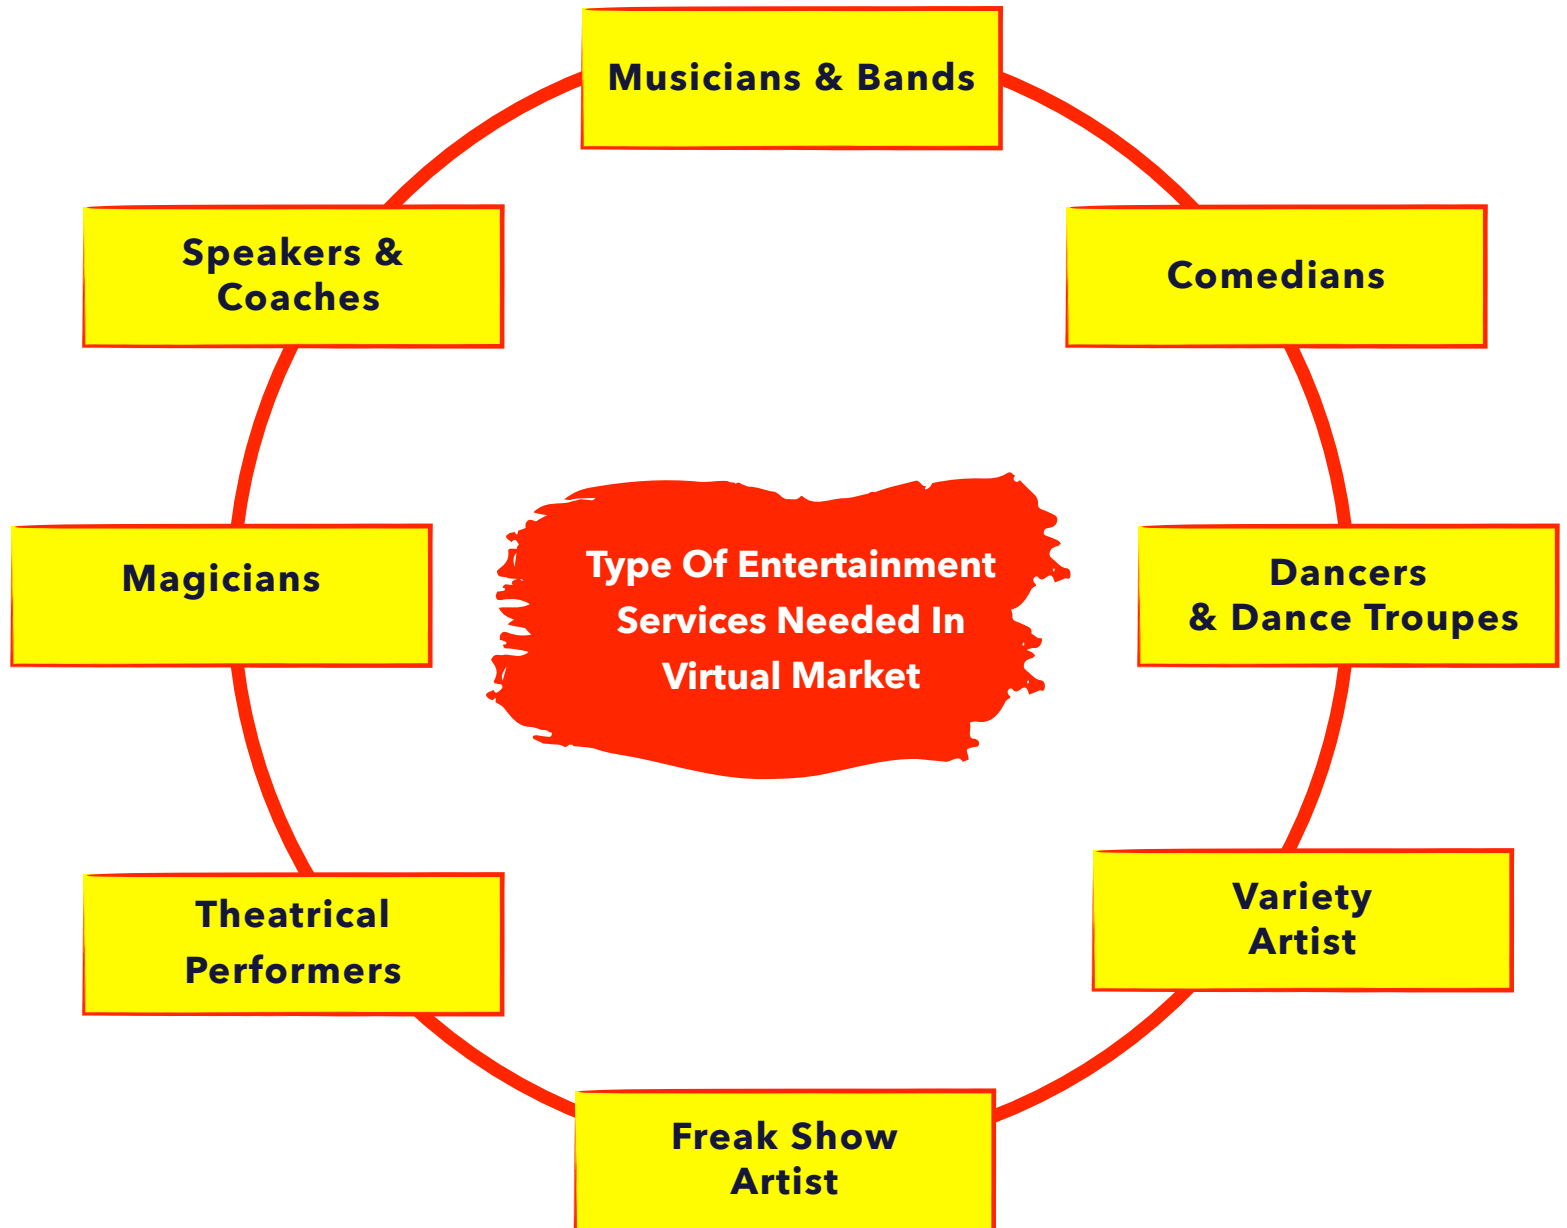 Musicians & Bands
Speakers &
Coaches
Comedians
Type Of Entertainment
Services Needed In
Virtual Market
Magicians
Dancers
& Dance Troupes
Theatrical
Performers
Variety
Artist
Freak Show
Artist